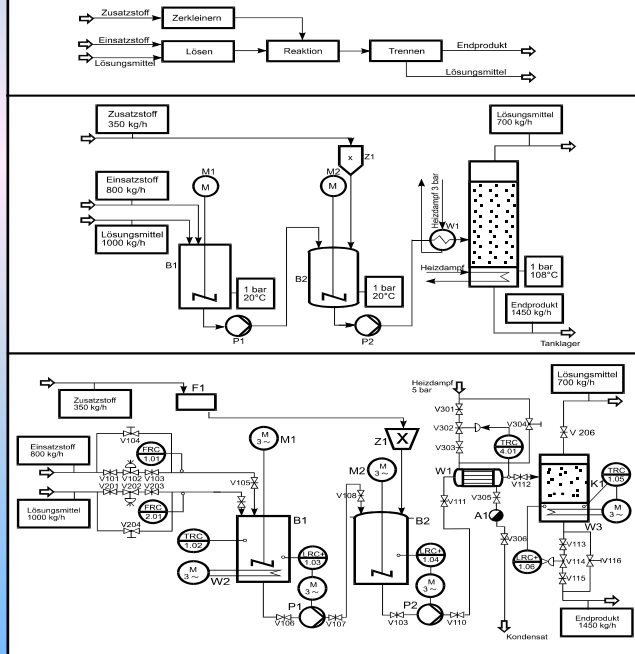 Zusatzstoff
Zerkleinern
Einsatzstoff
Lösungsmittel
Lösen
Reaktion
Trennen
Endprodukt
Lösungsmittel
Zusatzstoff
350 kg/h
Lösungsmittel
700 kg/h
Z1
x
M1
M
M2
M
Einsatzstoff
800 kg/h
Lösungsmittel
1000 kg/h
Heizdampf 3 bar
W1
B1
1 bar
20°C
B2
1 bar
20°C
Heizdampf
1 bar
108°C
P1
P2
Endprodukt
1450 kg/h
Tanklager
Zusatzstoff
350 kg/h
F1
Heizdampf
5 bar
Lösungsmittel
700 kg/h
V301
V302
V303
V304
TRC
4.01
V 206
V104
FRC
1.01
M
3~
M1
Z1
X
Einsatzstoff
800 kg/h
V101
V102
V103
V201
V202
V203
V105
M2
M
3~
W1
V112
V111
V305
K1
TRC
1.05
Lösungsmittel
1000 kg/h
FRC
2.01
V204
V108
B1
B2
A1
V306
M
3~
W3
TRC
1.02
LRC+
1.03
LRC+
1.04
LRC+
1.06
V113
V114
V115
V116
M
3~
W2
M
3~
M
3~
P1
V106
V107
P2
V103
V110
Kondensat
Endprodukt
1450 kg/h